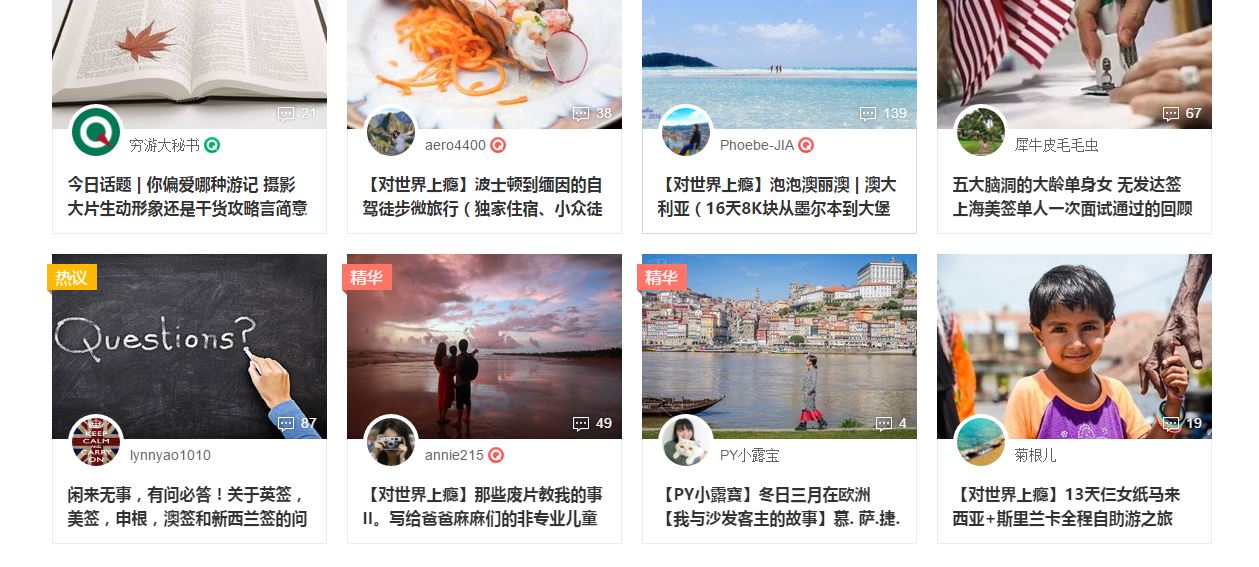 21
穷游大秘书
今日话题 | 你偏爱哪种游记 摄影
大片生动形象还是干货攻略言简意
38
aero4400
【对世界上瘾】波士顿到缅因的自
驾徒步微旅行（独家住宿、小众徒
139
Phoebe-JIA
【对世界上瘾】泡泡澳丽澳 | 澳大
利亚（16天8K块从墨尔本到大堡
67
犀牛皮毛毛虫
五大脑洞的大龄单身女 无发达签
上海美签单人一次面试通过的回顾
热议
Questions?
KEEP
CALM
AND
CARRY
ON
87
lynnyao1010
闲来无事，有问必答！关于英签，
美签，申根，澳签和新西兰签的问
精华
49
annie215
【对世界上瘾】那些废片教我的事
II。写给爸爸麻麻们的非专业儿童
精华
4
PY小露宝
【PY小露寶】冬日三月在欧洲
【我与沙发客主的故事】慕. 萨.捷.
19
菊根儿
【对世界上瘾】13天仨女纸马来
西亚+斯里兰卡全程自助游之旅